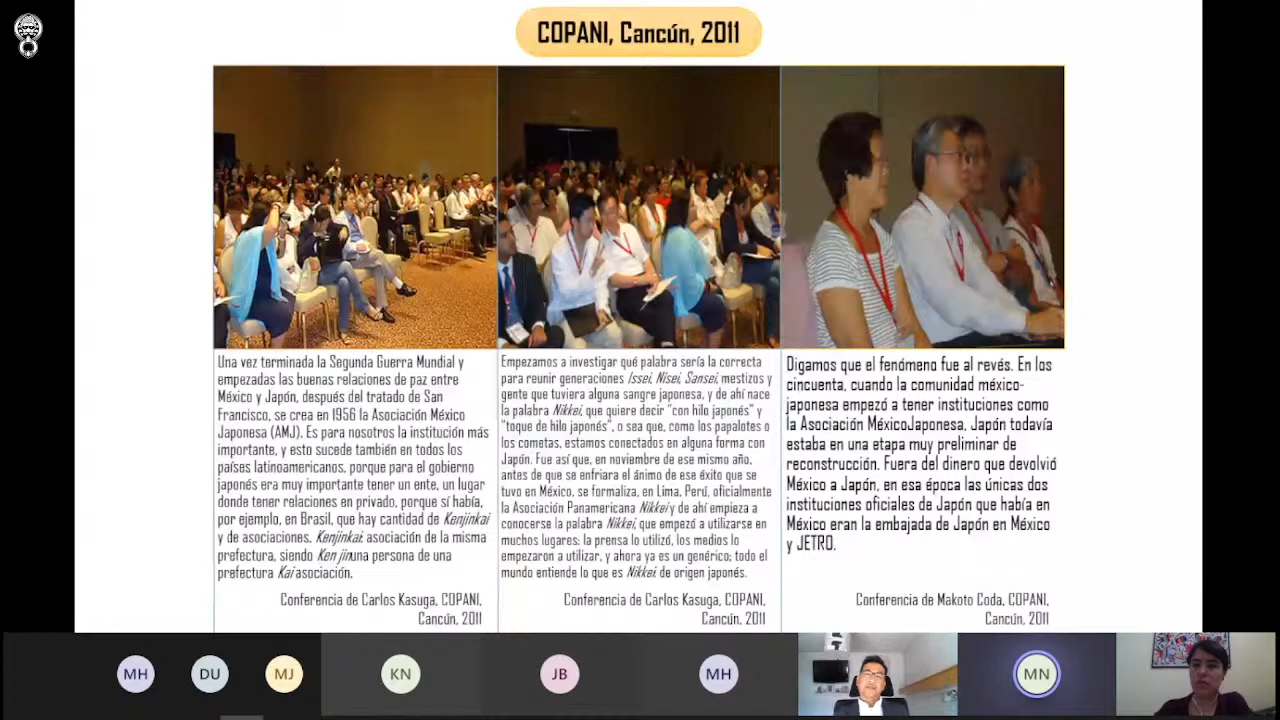 COPANI, Cancún, 2011
Una vez terminada la Segunda Guerra Mundial y
empezadas las buenas relaciones de paz entre
México y Japón, después del tratado de San
Francisco, se crea en 1956 la Asociación México
Japonesa (AMJ). Es para nosotros la institución más
importante, y esto sucede también en todos los
países latinoamericanos, porque para el gobierno
japonés era muy importante tener un ente, un lugar
donde tener relaciones en privado, porque sí había,
por ejemplo, en Brasil, que hay cantidad de Kenjinkai
y de asociaciones. Kenjinkai: asociación de la misma
prefectura, siendo Ken jinuna persona de una
prefectura Kai asociación.
Conferencia de Carlos Kasuga, COPANI,
Cancún, 2011
Empezamos a investigar qué palabra sería la correcta
para reunir generaciones Issei, Nisei, Sansei, mestizos y
gente que tuviera alguna sangre japonesa, y de ahí nace
la palabra Nikkei, que quiere decir "con hilo japonés" y
"toque de hilo japonés", o sea que, como los papalotes o
los cometas, estamos conectados en alguna forma con
Japón. Fue así que, en noviembre de ese mismo año,
antes de que se enfriara el ánimo de ese éxito que se
tuvo en México, se formaliza, en Lima, Perú, oficialmente
la Asociación Panamericana Nikkei y de ahí empieza a
conocerse la palabra Nikkei, que empezó a utilizarse en
muchos lugares: la prensa lo utilizó, los medios lo
empezaron a utilizar, y ahora ya es un genérico; todo el
mundo entiende lo que es Nikkei: de origen japonés.
Conferencia de Carlos Kasuga, COPANI,
Cancún, 2011
Digamos que el fenómeno fue al revés. En los
cincuenta, cuando la comunidad méxico-
japonesa empezó a tener instituciones como
la Asociación MéxicoJaponesa, Japón todavía
estaba en una etapa muy preliminar de
reconstrucción. Fuera del dinero que devolvió
México a Japón, en esa época las únicas dos
instituciones oficiales de Japón que había en
México eran la embajada de Japón en México
y JETRO.
Conferencia de Makoto Coda, COPANI,
Cancún, 2011
MH
DU
MJ
KN
JB
MH
MN